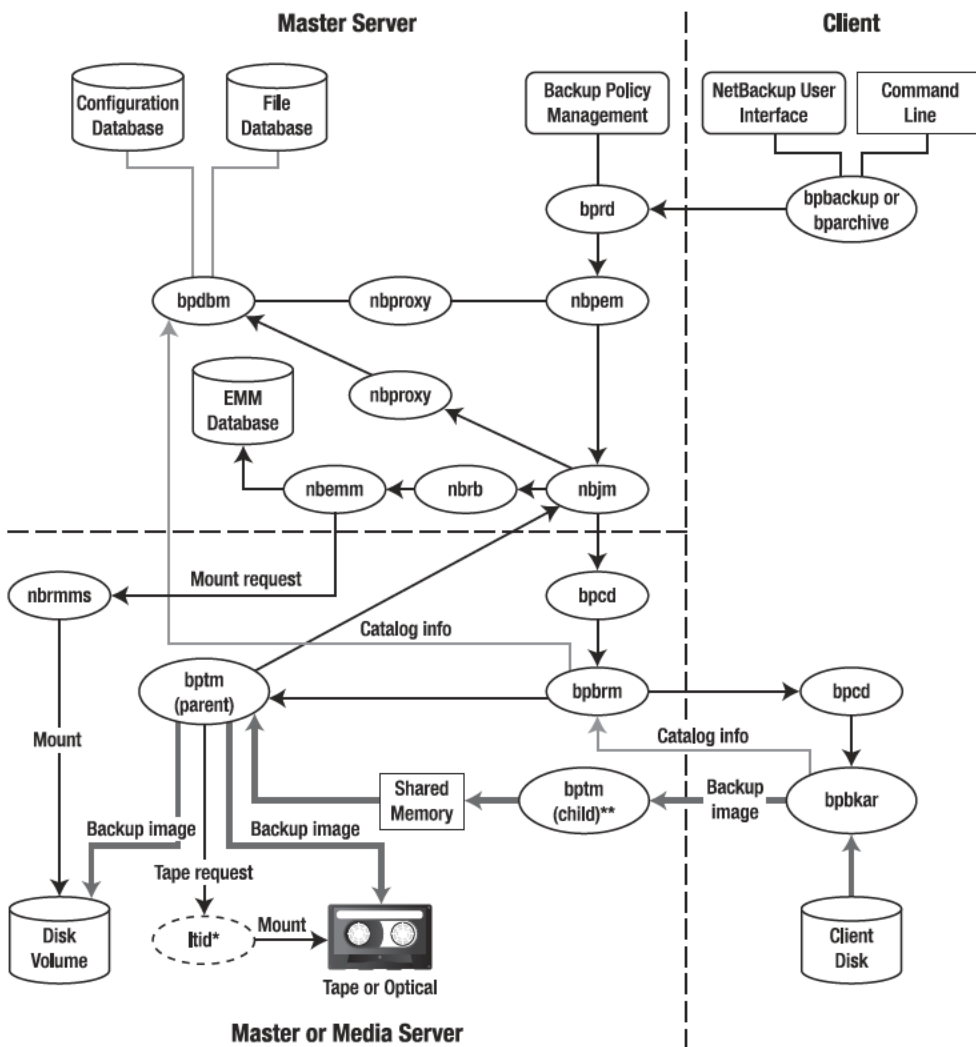 Master Server
Client
Configuration
Database
File
Database
Backup Policy
Management
NetBackup User
Interface
Command
Line
bprd
bpbackup or
bparchive
bpdbm
nbproxy
nbpem
nbproxy
EMM
Database
nbemm
nbrb
nbjm
nbrmms
Mount request
bpcd
Catalog info
bptm
(parent)
bpbrm
bpcd
Mount
Catalog info
Shared
Memory
bptm
(child)**
Backup
image
bpbkar
Backup image
Backup image
Tape request
Disk
Volume
ltid*
Mount
Tape or Optical
Client
Disk
Master or Media Server